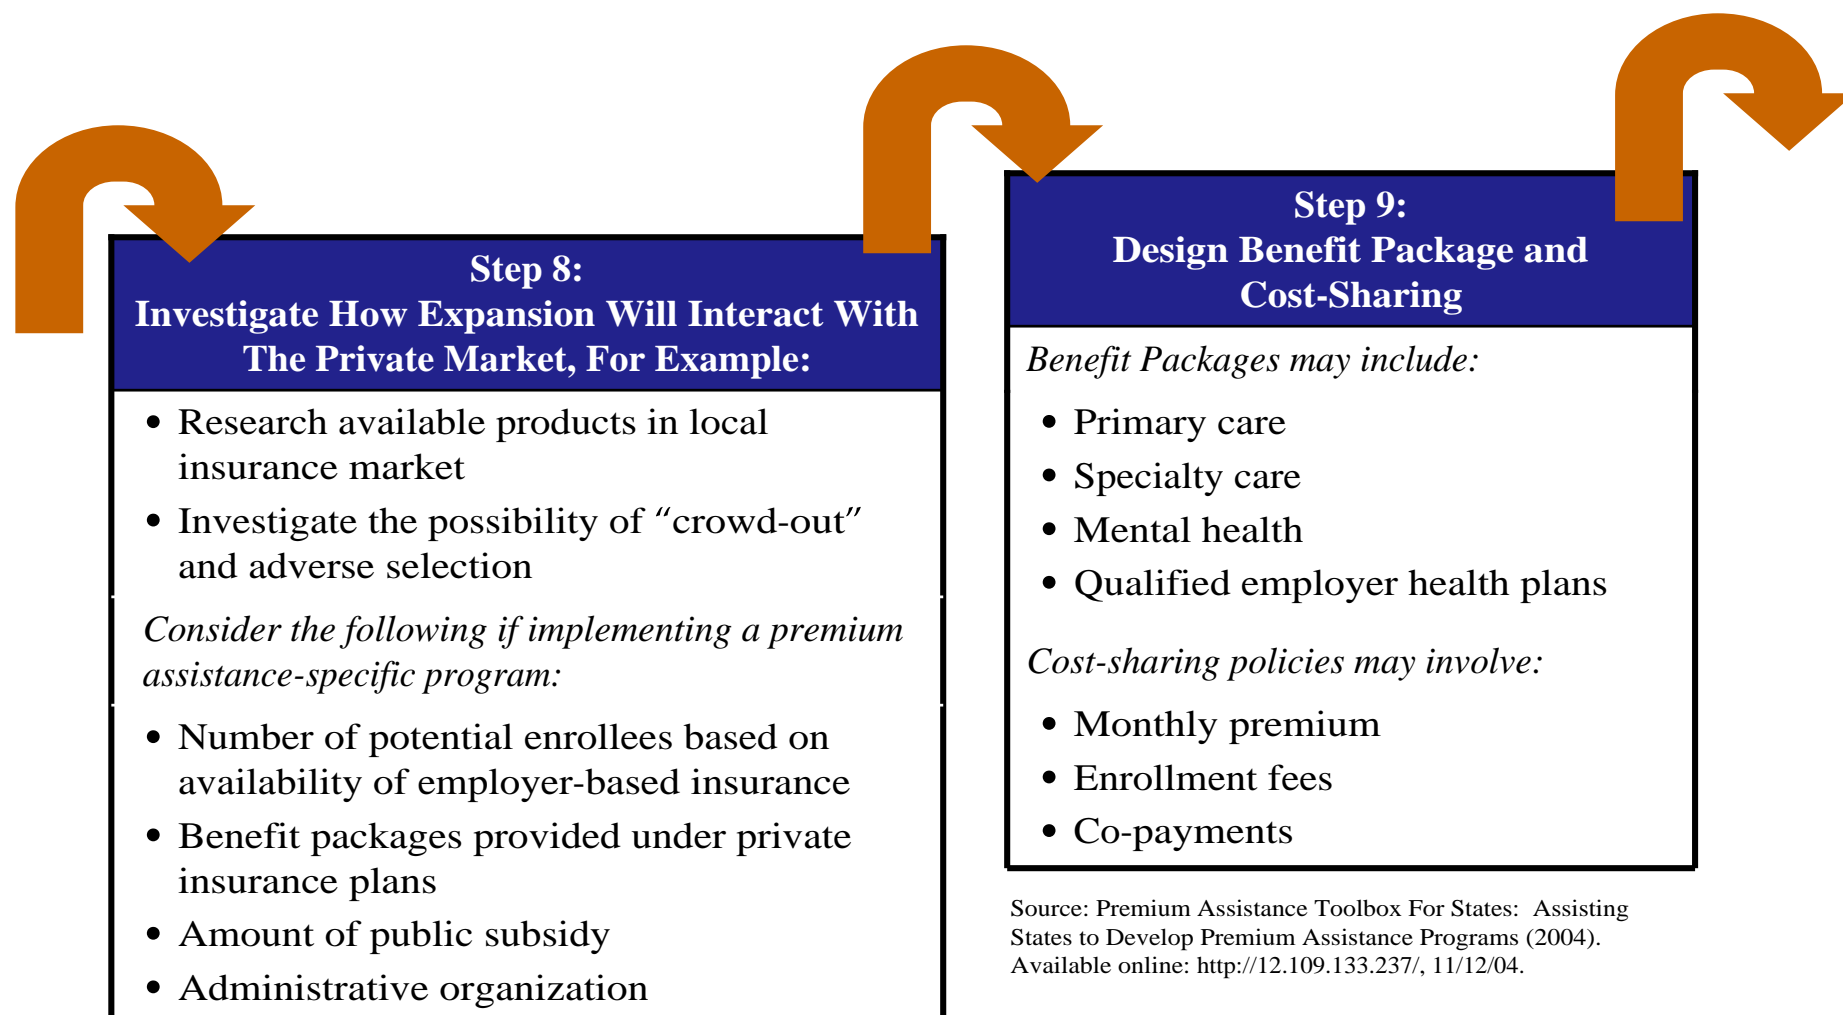 Step 8:
Investigate How Expansion Will Interact With
The Private Market, For Example:
• Research available products in local
insurance market
• Investigate the possibility of “crowd-out”
and adverse selection
Consider the following if implementing a premium
assistance-specific program:
• Number of potential enrollees based on
availability of employer-based insurance
• Benefit packages provided under private
insurance plans
• Amount of public subsidy
• Administrative organization
Step 9:
Design Benefit Package and
Cost-Sharing
Benefit Packages may include:
• Primary care
• Specialty care
• Mental health
• Qualified employer health plans
Cost-sharing policies may involve:
• Monthly premium
• Enrollment fees
• Co-payments
Source: Premium Assistance Toolbox For States:  Assisting
States to Develop Premium Assistance Programs (2004).
Available online: http://12.109.133.237/, 11/12/04.